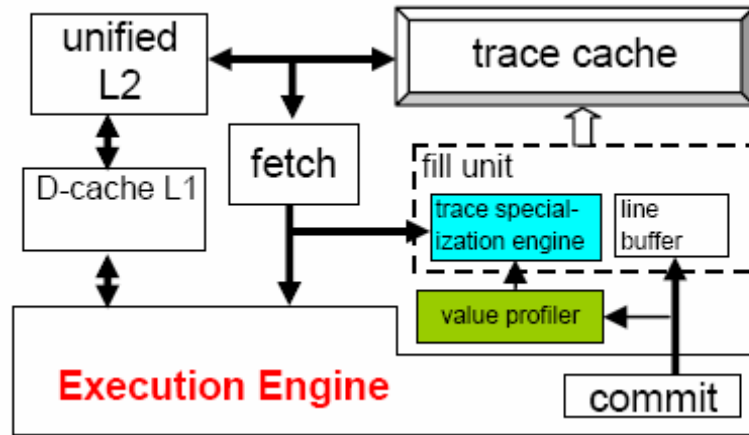 unified
L2
trace cache
fetch
D-cache L1
fill unit
trace special-
ization engine
line
buffer
value profiler
Execution Engine
commit